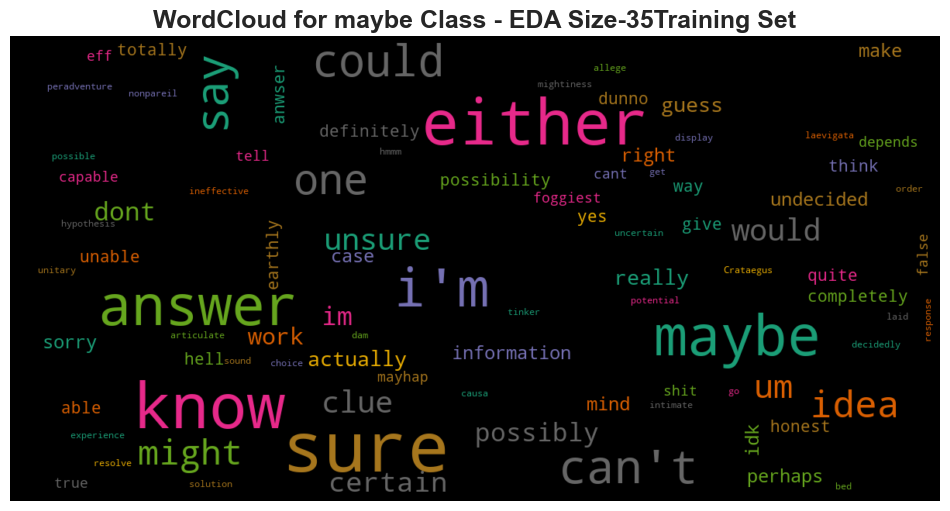 WordCloud for maybe Class - EDA Size-35Training Set
eff
totally
say
anwser
could
allege
make
peradventure
nonpareil
mightiness
dunno
guess
either
definitely
display
laevigata
depends
possible
tell
hmmm
right
capable
ineffective
one
possibility
cant
get
think
foggiest
way
order
dont
yes
undecided
hypothesis
earthly
unsure
uncertain
give
would
false
unable
case
unitary
i'm
really
Crataegus
quite
answer
potential
completely
im
tinker
laid
response
sorry
articulate
work
dam
maybe
decidedly
hell
sound
choice
actually
information
mayhap
know
clue
causa
shit
go
um
able
mind
intimate
idea
experience
might
sure
possibly
idk
honest
resolve
can't
true
solution
certain
perhaps
bed